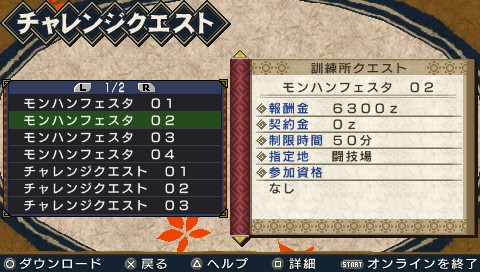 チャレンジクエスト
L 1/2 R
モンハンフェスタ 01
モンハンフェスタ 02
モンハンフェスタ 03
モンハンフェスタ 04
チャレンジクエスト 01
チャレンジクエスト 02
チャレンジクエスト 03
訓練所クエスト
モンハンフェスタ 02
報酬金 6300z
契約金 0z
制限時間 50分
指定地 闘技場
参加資格
なし
ダウンロード 戻る ヘルプ 詳細 START オンラインを終了